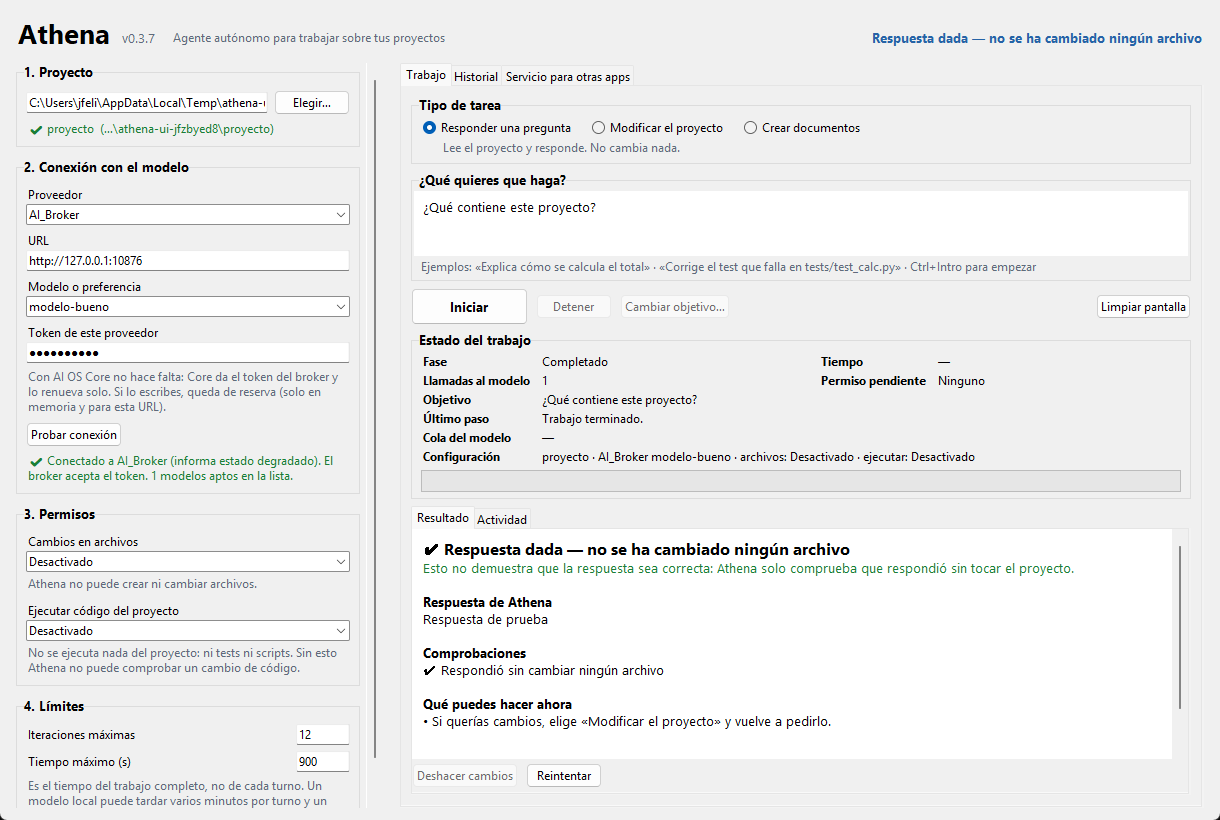 Athena v0.3.7 Agente autónomo para trabajar sobre tus proyectos
Respuesta dada — no se ha cambiado ningún archivo
1. Proyecto
C:\Users\jfeli\AppData\Local\Temp\athena-
Elegir...
✔ proyecto (...\athena-ui-jfzbyed8\proyecto)
2. Conexión con el modelo
Proveedor
AI_Broker
URL
http://127.0.0.1:10876
Modelo o preferencia
modelo-bueno
Token de este proveedor
●●●●●●●●●●
Con AI OS Core no hace falta: Core da el token del broker y
lo renueva solo. Si lo escribes, queda de reserva (solo en
memoria y para esta URL).
Probar conexión
✔ Conectado a AI_Broker (informa estado degradado). El
broker acepta el token. 1 modelos aptos en la lista.
3. Permisos
Cambios en archivos
Desactivado
Athena no puede crear ni cambiar archivos.
Ejecutar código del proyecto
Desactivado
No se ejecuta nada del proyecto: ni tests ni scripts. Sin esto
Athena no puede comprobar un cambio de código.
4. Límites
Iteraciones máximas 12
Tiempo máximo (s) 900
Es el tiempo del trabajo completo, no de cada turno. Un
modelo local puede tardar varios minutos por turno y un
Trabajo Historial Servicio para otras apps
Tipo de tarea
Responder una pregunta Modificar el proyecto Crear documentos
Lee el proyecto y responde. No cambia nada.
¿Qué quieres que haga?
¿Qué contiene este proyecto?
Ejemplos: «Explica cómo se calcula el total» · «Corrige el test que falla en tests/test_calc.py» · Ctrl+Intro para empezar
Iniciar Detener Cambiar objetivo... Limpiar pantalla
Estado del trabajo
Fase Completado Tiempo —
Llamadas al modelo 1 Permiso pendiente Ninguno
Objetivo ¿Qué contiene este proyecto?
Último paso Trabajo terminado.
Cola del modelo —
Configuración proyecto · AI_Broker modelo-bueno · archivos: Desactivado · ejecutar: Desactivado
Resultado Actividad
✔ Respuesta dada — no se ha cambiado ningún archivo
Esto no demuestra que la respuesta sea correcta: Athena solo comprueba que respondió sin tocar el proyecto.
Respuesta de Athena
Respuesta de prueba
Comprobaciones
✔ Respondió sin cambiar ningún archivo
Qué puedes hacer ahora
• Si querías cambios, elige «Modificar el proyecto» y vuelve a pedirlo.
Deshacer cambios Reintentar